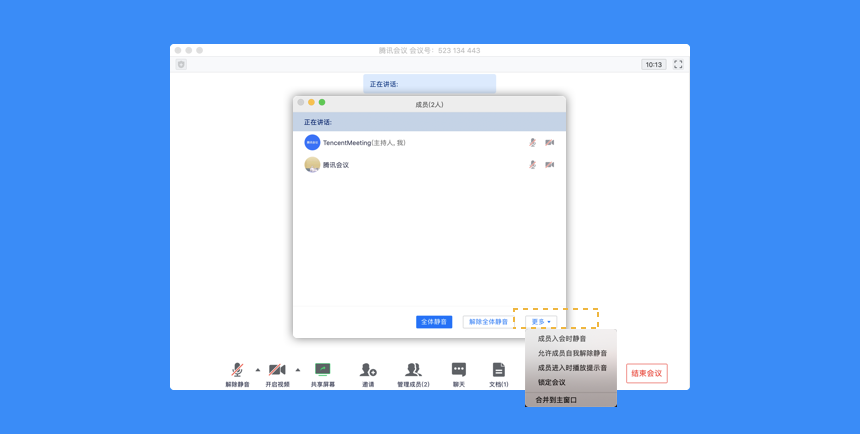 腾讯会议 会议号：523 134 443
10:13
正在讲话:
成员(2人)
正在讲话:
TencentMeeting(主持人, 我)
腾讯会议
全体静音
解除全体静音
更多
成员入会时静音
允许成员自我解除静音
成员进入时播放提示音
锁定会议
合并到主窗口
解除静音
开启视频
共享屏幕
邀请
管理成员(2)
聊天
文档(1)
结束会议